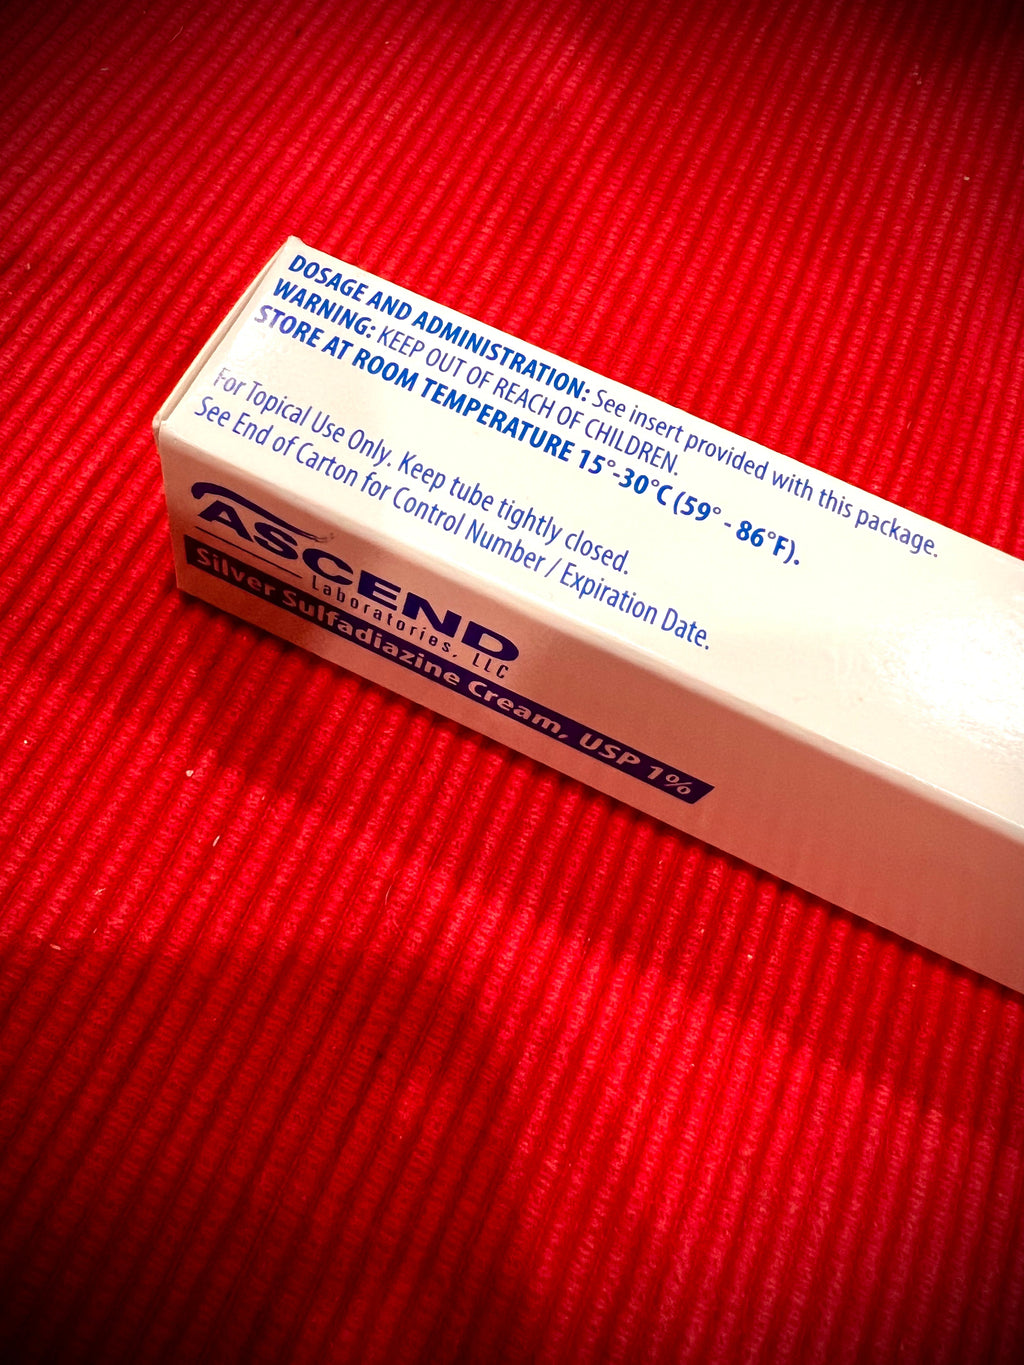 DOSAGE AND ADMINISTRATION: See insert provided with this package.
WARNING: KEEP OUT OF REACH OF CHILDREN.
STORE AT ROOM TEMPERATURE 15°-30°C (59° - 86°F).
For Topical Use Only. Keep tube tightly closed.
See End of Carton for Control Number / Expiration Date.
ASCEND
Laboratories, LLC
Silver Sulfadiazine Cream, USP 1%